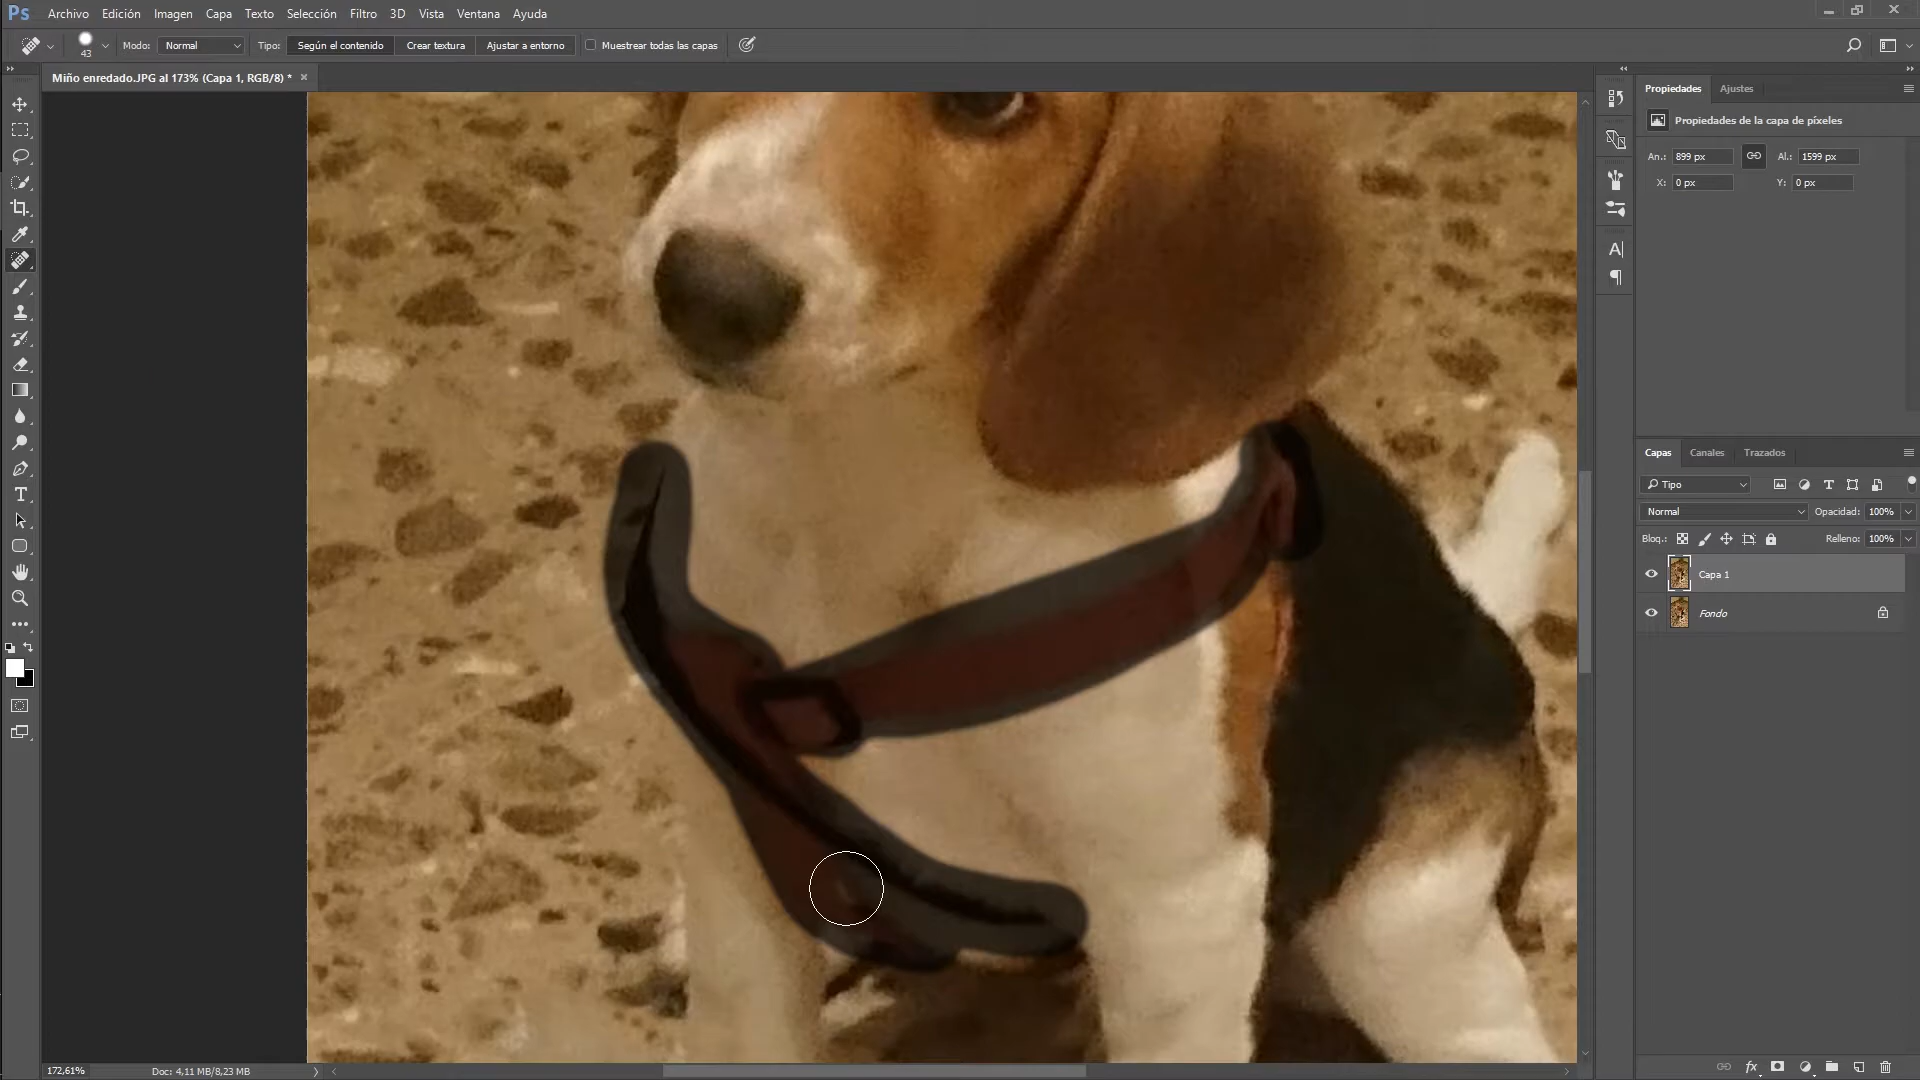 Ps Archivo Edición Imagen Capa Texto Selección Filtro 3D Vista Ventana Ayuda
43 Modo: Normal Tipo: Según el contenido Crear textura Ajustar a entorno Muestrear todas las capas
Miño enredado.JPG al 173% (Capa 1, RGB/8) * ×
Propiedades Ajustes
Propiedades de la capa de píxeles
An.: 899 px Al.: 1599 px
X: 0 px Y: 0 px
Capas Canales Trazados
Tipo
Normal Opacidad: 100%
Bloq.: Relleno: 100%
Capa 1
Fondo
172,61% Doc: 4,11 MB/8,23 MB